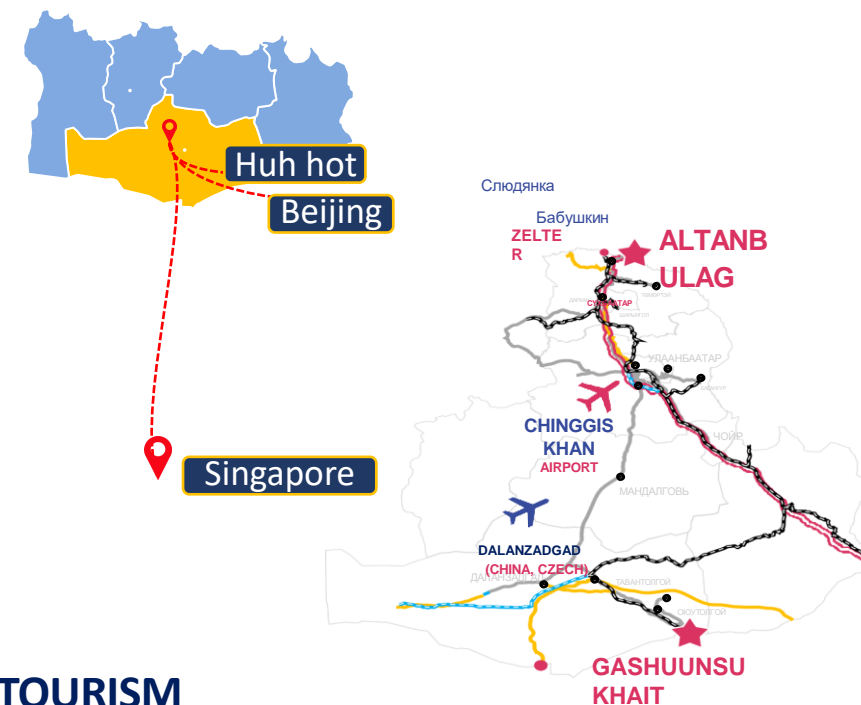 Huh hot
Beijing
Singapore
Слюдянка
Бабушкин
ZELTE
R
ALTANB
ULAG
УЛААНБААТАР
CHINGGIS
KHAN
AIRPORT
ЧОЙР
МАНДАЛГОВЬ
DALANZADGAD
(CHINA, CZECH)
ТАВАНТОЛГОЙ
ОЮУТОЛГОЙ
GASHUUNSU
KHAIT
TOURISM